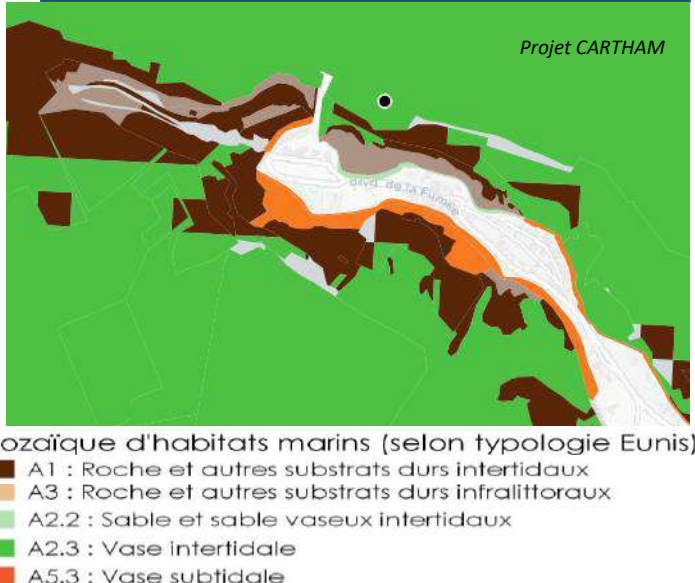 Projet CARTHAM
Blvd. de la Fumée
ozaïque d'habitats marins (selon typologie Eunis)
A1 : Roche et autres substrats durs intertidaux
A3 : Roche et autres substrats durs infralittoraux
A2.2 : Sable et sable vaseux intertidaux
A2.3 : Vase intertidale
A5.3 : Vase subtidale